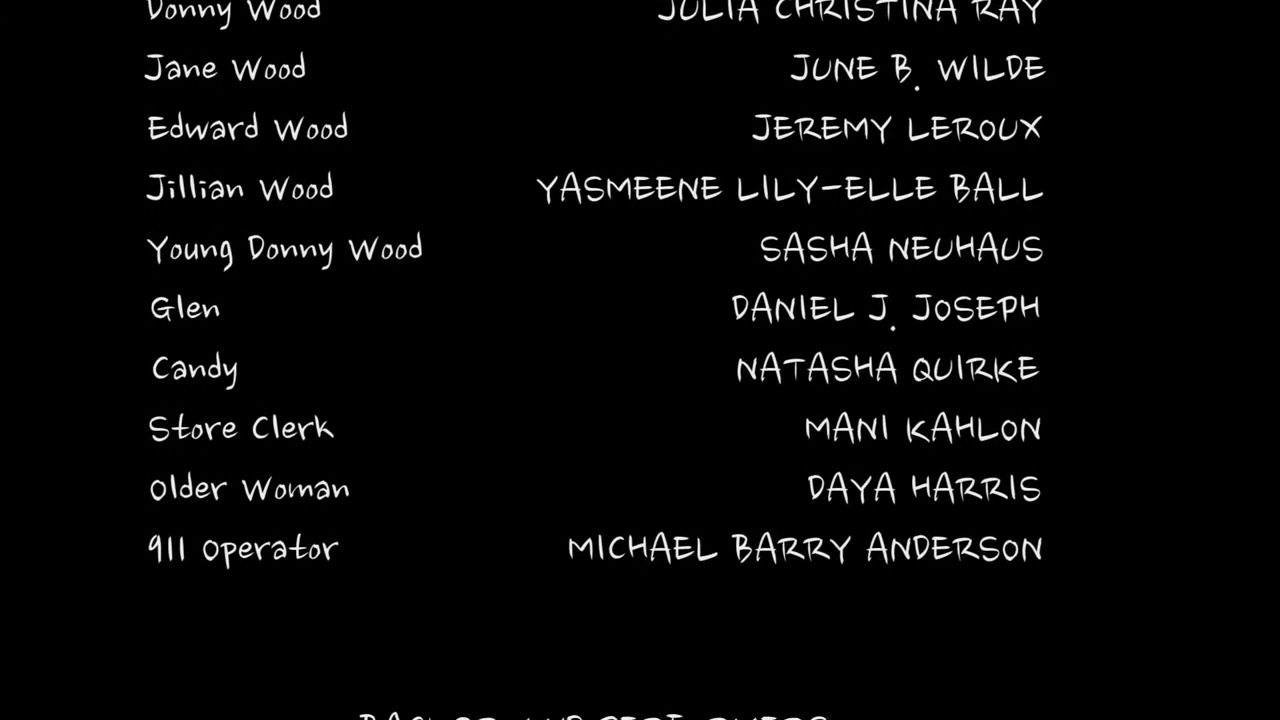 Donny Wood JULIA CHRISTINA RAY
Jane Wood JUNE B. WILDE
Edward Wood JEREMY LEROUX
Jillian Wood YASMEENE LILY-ELLE BALL
Young Donny Wood SASHA NEUHAUS
Glen DANIEL J. JOSEPH
Candy NATASHA QUIRKE
Store Clerk MANI KAHLON
Older Woman DAYA HARRIS
911 Operator MICHAEL BARRY ANDERSON